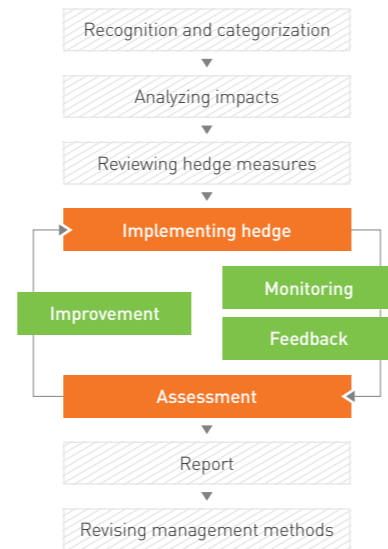 Recognition and categorization
Analyzing impacts
Reviewing hedge measures
Implementing hedge
Monitoring
Improvement
Feedback
Assessment
Report
Revising management methods